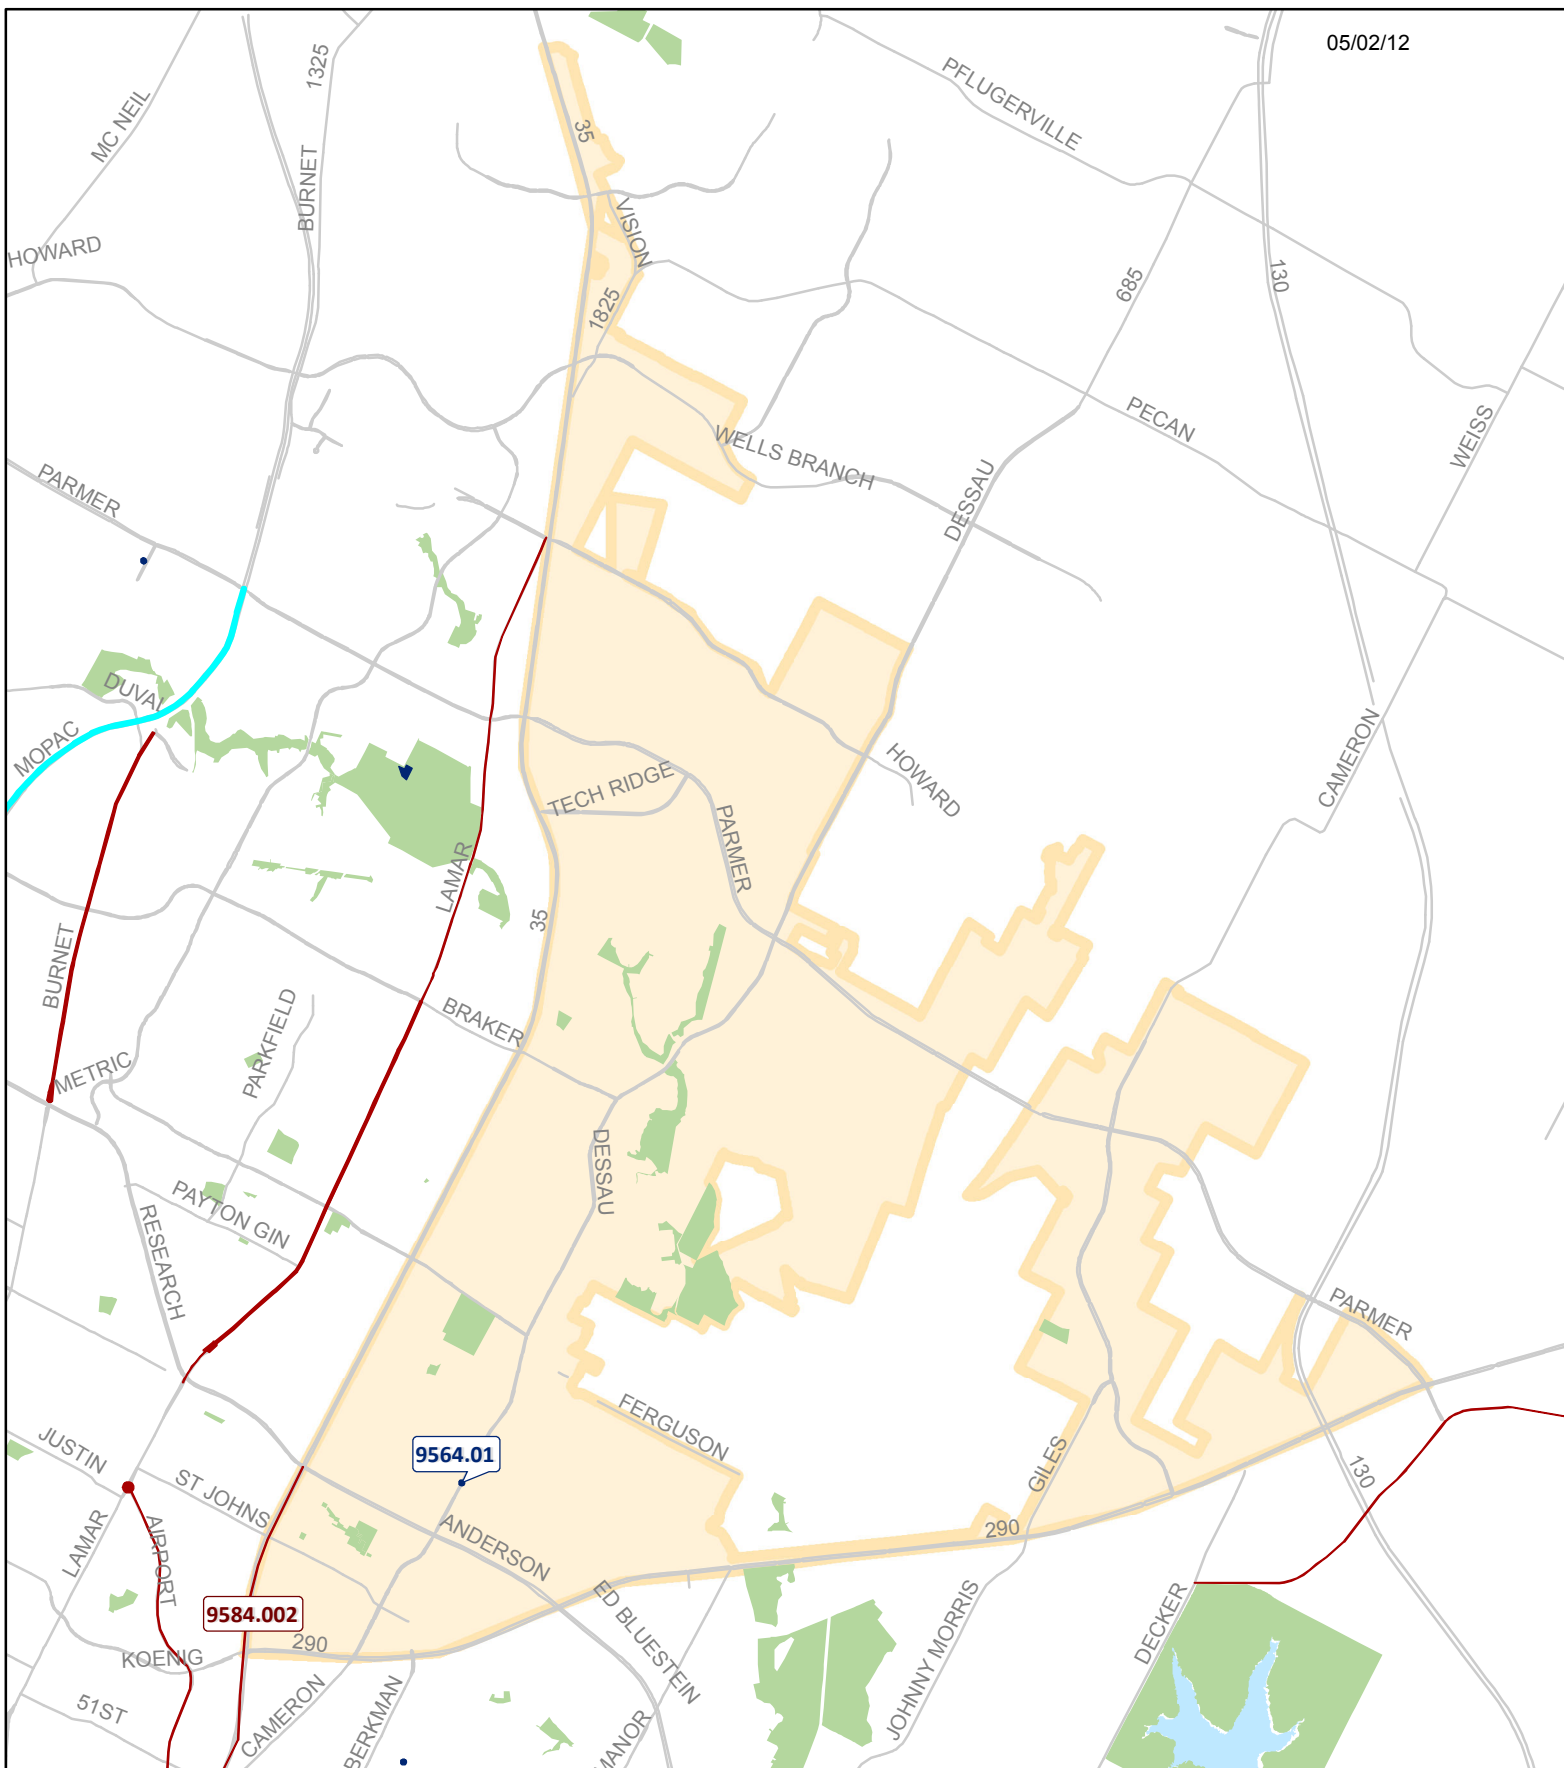 05/02/12
1325
PFLUGERVILLE
MC NEIL
35
BURNET
VISION
HOWARD
130
685
1825
PECAN
WEISS
WELLS BRANCH
PARMER
DESSAU
DUVAL
MOPAC
HOWARD
CAMERON
TECH RIDGE
PARMER
LAMAR
35
BURNET
BRAKER
PARKFIELD
METRIC
DESSAU
PAYTON GIN
RESEARCH
PARMER
FERGUSON
JUSTIN
9564.01
GILES
130
ST JOHNS
ANDERSON
290
LAMAR
AIRPORT
9584.002
ED BLUESTEIN
JOHNNY MORRIS
DECKER
290
KOENIG
51ST
CAMERON
BERKMAN
MANOR